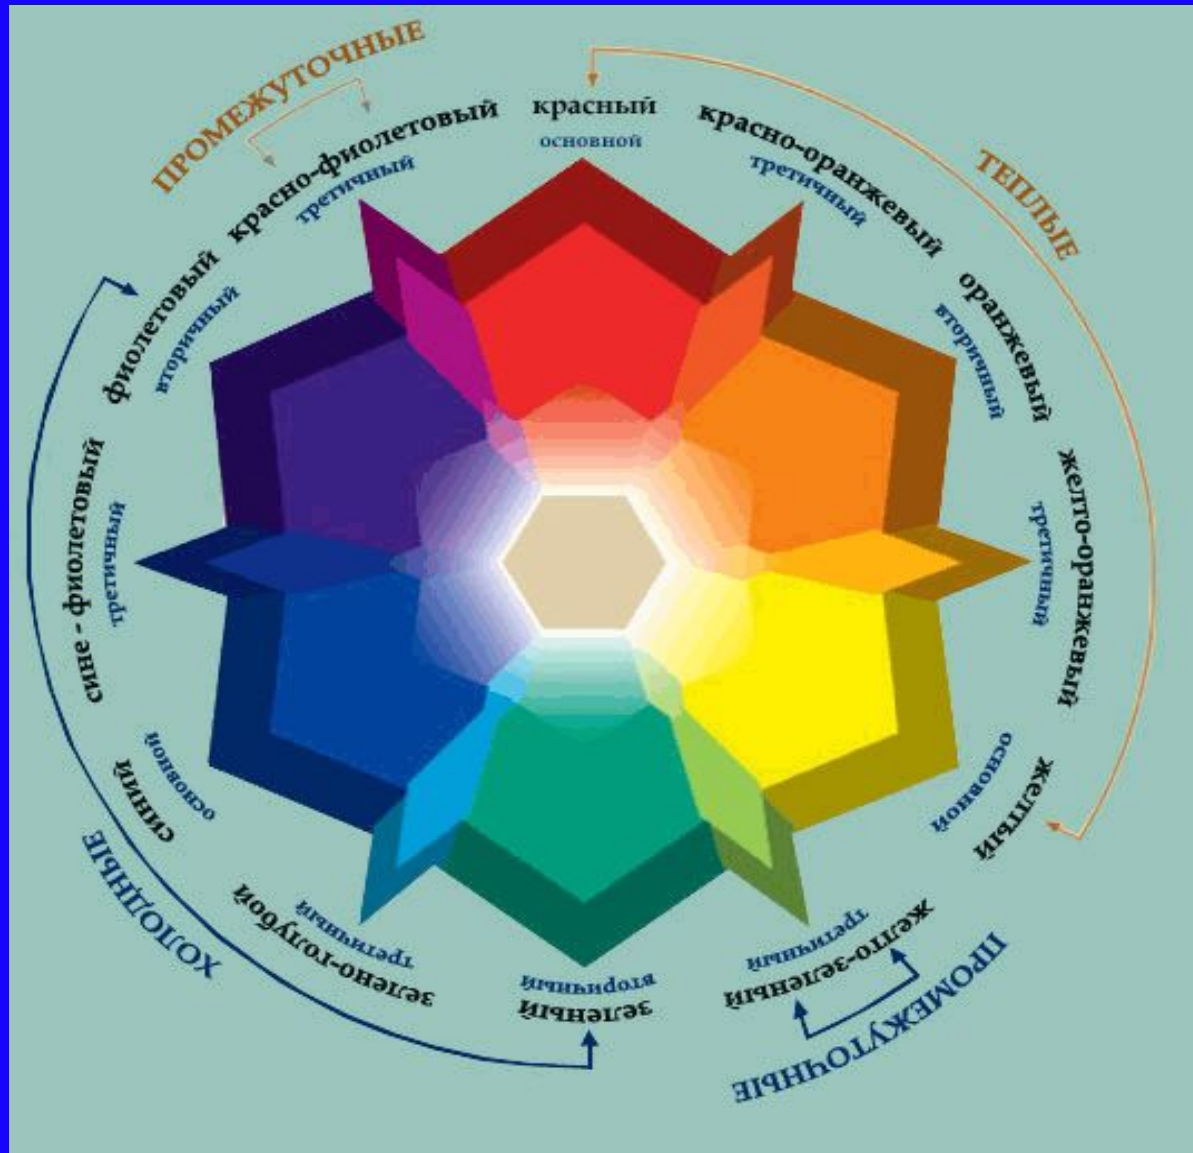 ПРОМЕЖУТОЧНЫЕ
красный
основной
красно-оранжевый
третичный
ТЕПЛЫЕ
оранжевый
вторичный
желто-оранжевый
третичный
желтый
основной
желто-зеленый
третичный
ПРОМЕЖУТОЧНЫЕ
зеленый
вторичный
зелено-голубой
третичный
ХОЛОДНЫЕ
синий
основной
сине - фиолетовый
третичный
фиолетовый
вторичный
красно-фиолетовый
третичный